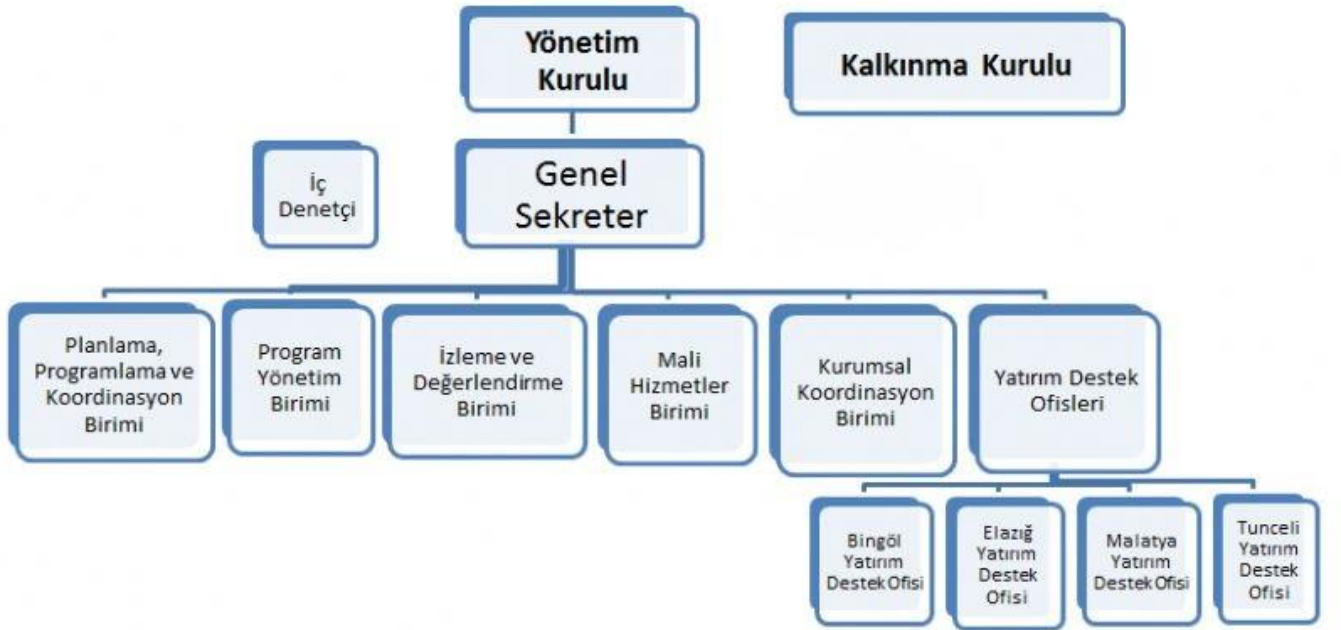 Yönetim
Kurulu
Kalkınma Kurulu
İç
Denetçi
Genel
Sekreter
Planlama,
Programlama ve
Koordinasyon
Birimi
Program
Yönetim
Birimi
İzleme ve
Değerlendirme
Birimi
Mali
Hizmetler
Birimi
Kurumsal
Koordinasyon
Birimi
Yatırım Destek
Ofisleri
Bingöl
Yatırım
Destek Ofisi
Elazığ
Yatırım
Destek
Ofisi
Malatya
Yatırım
Destek Ofisi
Tunceli
Yatırım
Destek
Ofisi